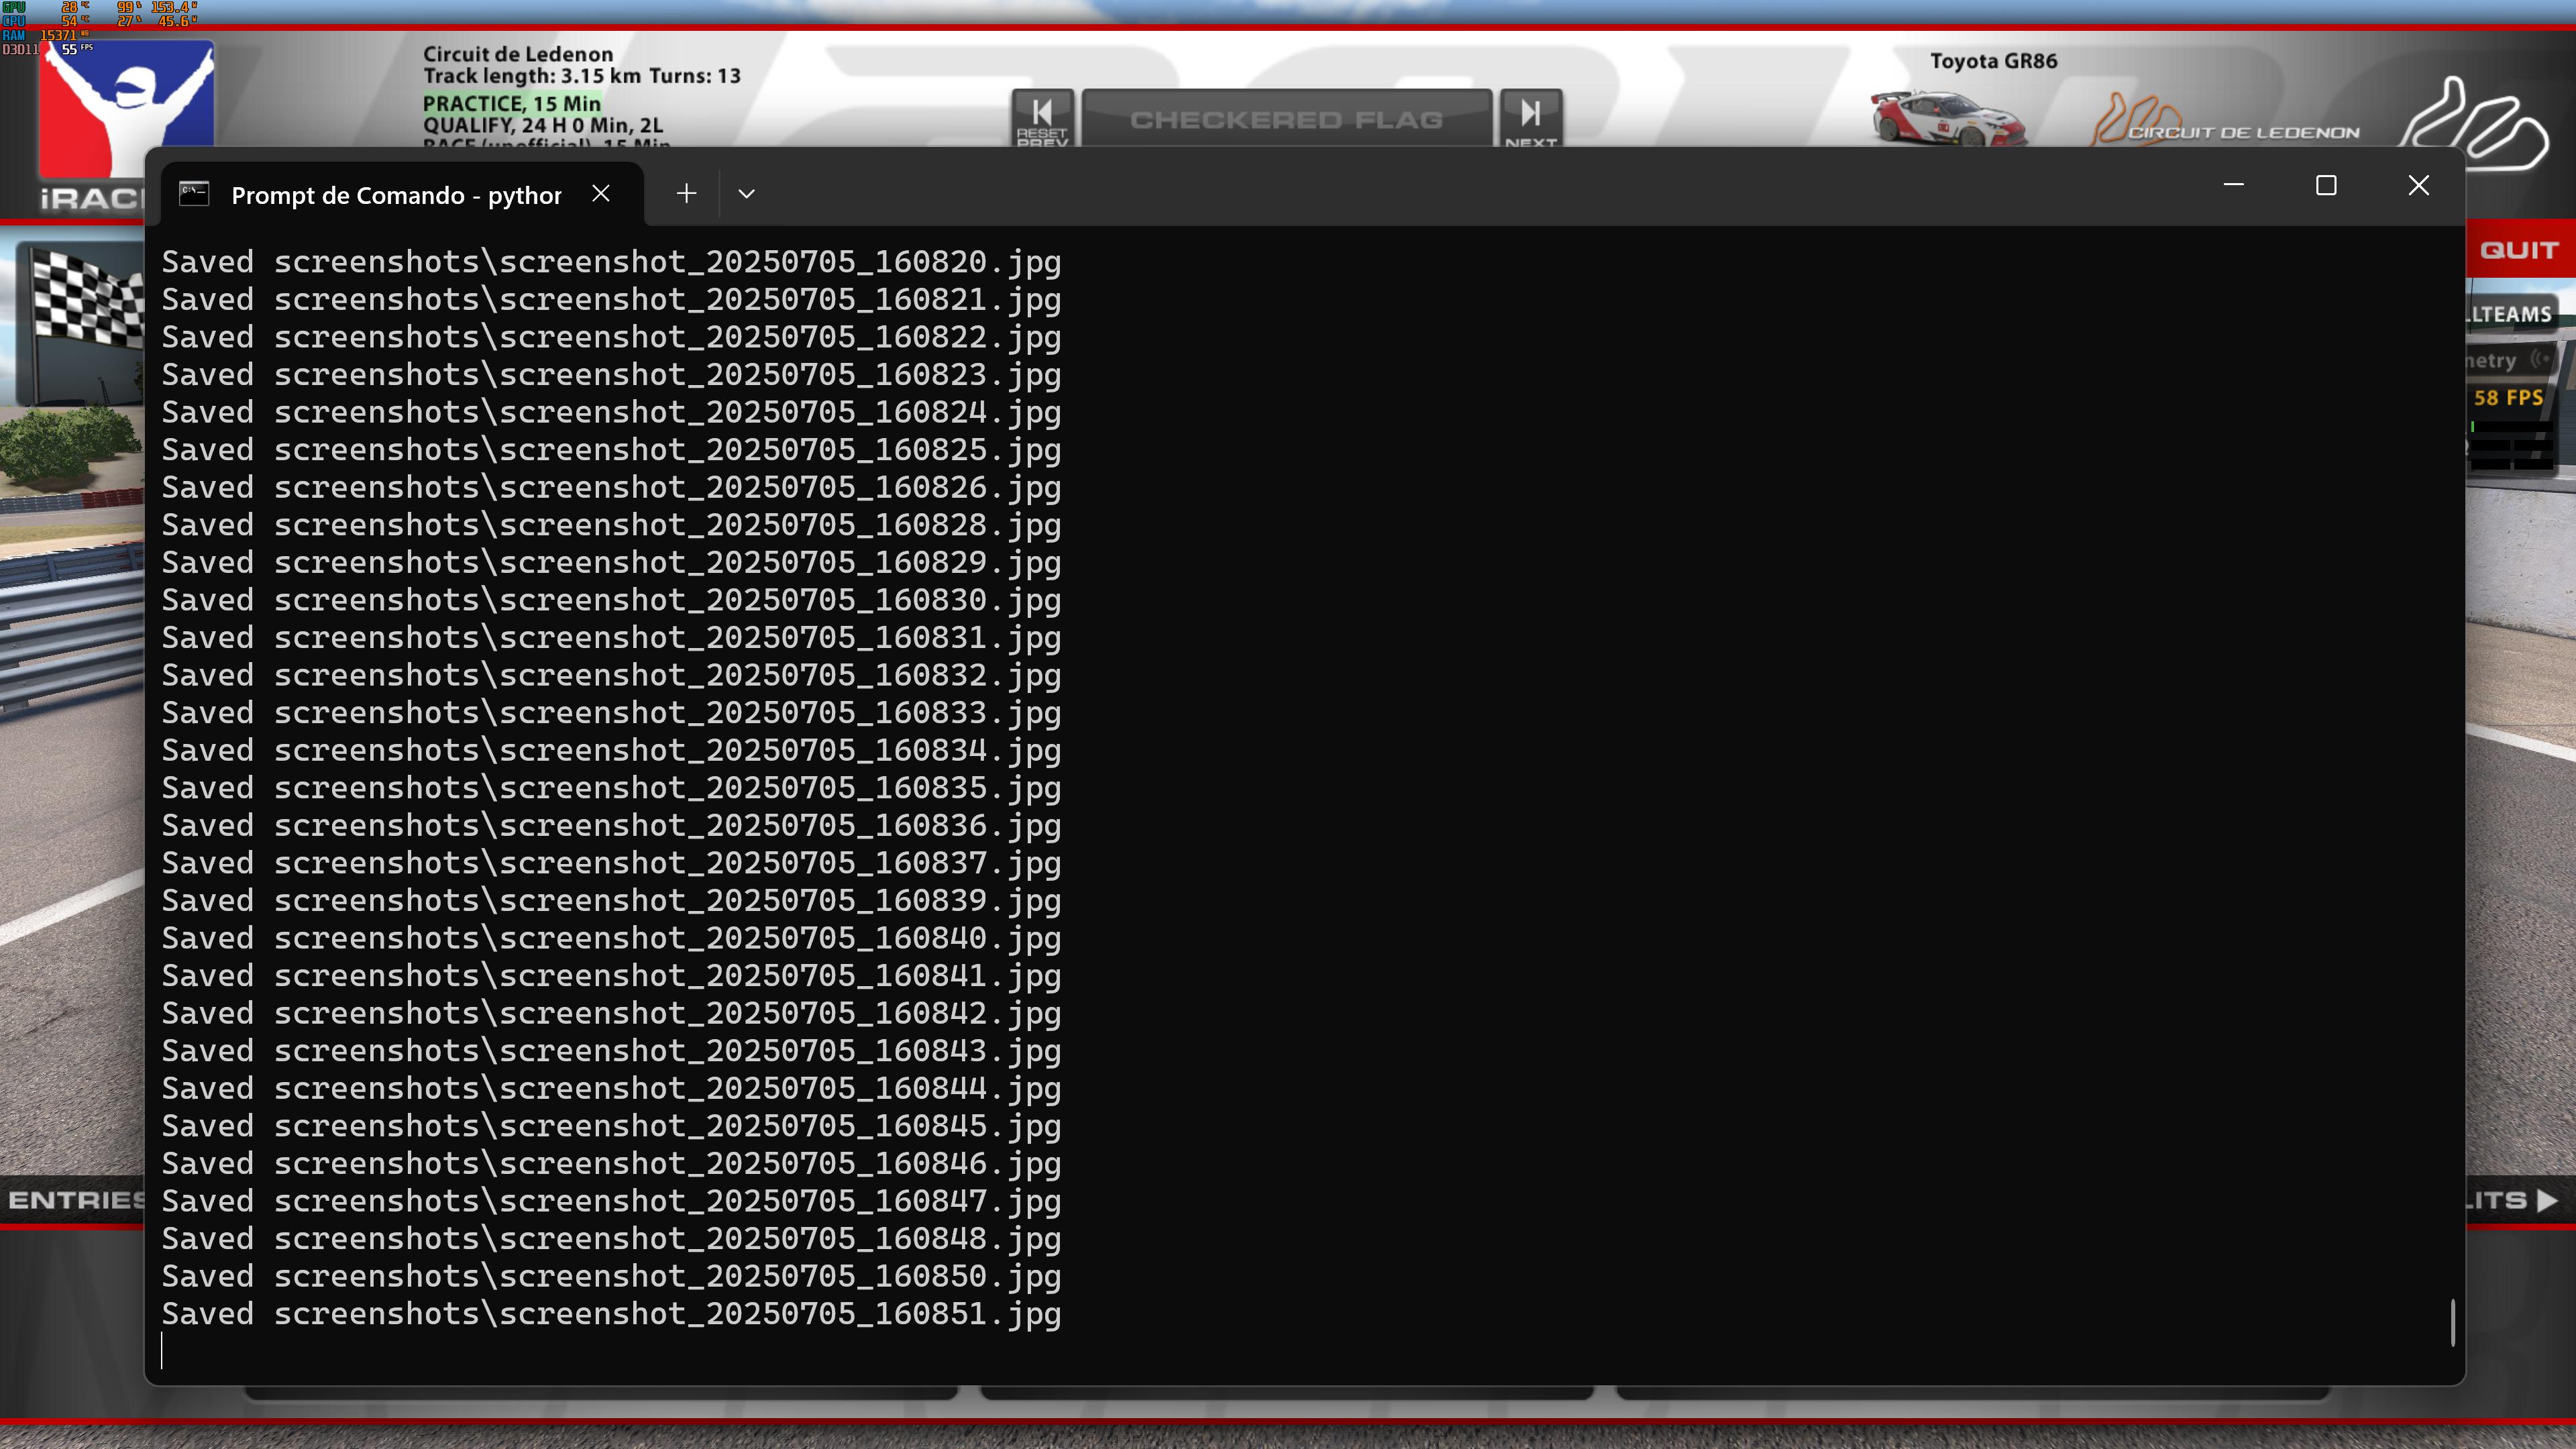 GPU 28 °C 99 % 153.4 W
CPU 54 °C 27 % 45.6 W
RAM 15371 MB
D3D11 55 FPS
Circuit de Ledenon
Track length: 3.15 km Turns: 13
PRACTICE, 15 Min
QUALIFY, 24 H 0 Min, 2L
RACE (unofficial), 15 Min
RESET
PREV
CHECKERED FLAG
NEXT
Toyota GR86
CIRCUIT DE LEDENON
iRACI
Prompt de Comando - python
QUIT
LLTEAMS
metry
58 FPS
Saved screenshots\screenshot_20250705_160820.jpg
Saved screenshots\screenshot_20250705_160821.jpg
Saved screenshots\screenshot_20250705_160822.jpg
Saved screenshots\screenshot_20250705_160823.jpg
Saved screenshots\screenshot_20250705_160824.jpg
Saved screenshots\screenshot_20250705_160825.jpg
Saved screenshots\screenshot_20250705_160826.jpg
Saved screenshots\screenshot_20250705_160828.jpg
Saved screenshots\screenshot_20250705_160829.jpg
Saved screenshots\screenshot_20250705_160830.jpg
Saved screenshots\screenshot_20250705_160831.jpg
Saved screenshots\screenshot_20250705_160832.jpg
Saved screenshots\screenshot_20250705_160833.jpg
Saved screenshots\screenshot_20250705_160834.jpg
Saved screenshots\screenshot_20250705_160835.jpg
Saved screenshots\screenshot_20250705_160836.jpg
Saved screenshots\screenshot_20250705_160837.jpg
Saved screenshots\screenshot_20250705_160839.jpg
Saved screenshots\screenshot_20250705_160840.jpg
Saved screenshots\screenshot_20250705_160841.jpg
Saved screenshots\screenshot_20250705_160842.jpg
Saved screenshots\screenshot_20250705_160843.jpg
Saved screenshots\screenshot_20250705_160844.jpg
Saved screenshots\screenshot_20250705_160845.jpg
Saved screenshots\screenshot_20250705_160846.jpg
Saved screenshots\screenshot_20250705_160847.jpg
Saved screenshots\screenshot_20250705_160848.jpg
Saved screenshots\screenshot_20250705_160850.jpg
Saved screenshots\screenshot_20250705_160851.jpg
ENTRIES
LITS